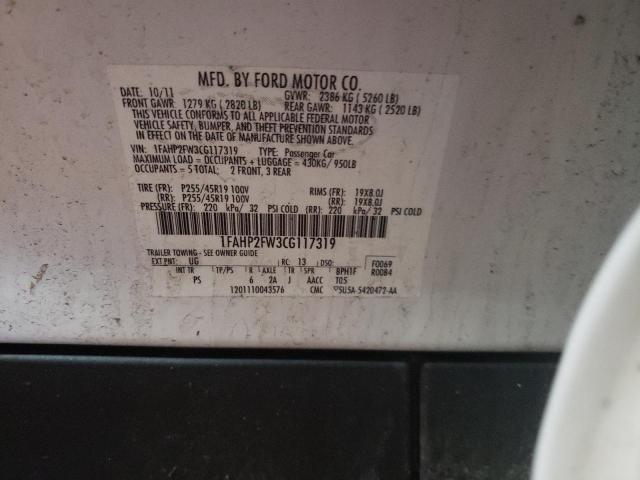 MFD. BY FORD MOTOR CO.
DATE: 10/11 GVWR: 2386 KG ( 5260 LB)
FRONT GAWR: 1279 KG ( 2820 LB) REAR GAWR: 1143 KG ( 2520 LB)
THIS VEHICLE CONFORMS TO ALL APPLICABLE FEDERAL MOTOR
VEHICLE SAFETY, BUMPER, AND THEFT PREVENTION STANDARDS
IN EFFECT ON THE DATE OF MANUFACTURE SHOWN ABOVE.
VIN: 1FAHP2FW3CG117319 TYPE: Passenger Car
MAXIMUM LOAD = OCCUPANTS + LUGGAGE = 430KG/ 950LB
OCCUPANTS = 5 TOTAL: 2 FRONT, 3 REAR
TIRE (FR): P255/45R19 100V RIMS (FR): 19X8.0J
(RR): P255/45R19 100V (RR): 19X8.0J
PRESSURE (FR): 220 kPa/ 32 PSI COLD (RR): 220 kPa/ 32 PSI COLD
1FAHP2FW3CG117319
TRAILER TOWING - SEE OWNER GUIDE
EXT PNT: UG RC: 13 DSO: F0069
R0084
INT TR TP/PS R AXLE TR SPR BPH1F
PS 6 2A J AACC T05
1201110043576 CMC 5U5A-5420472-AA